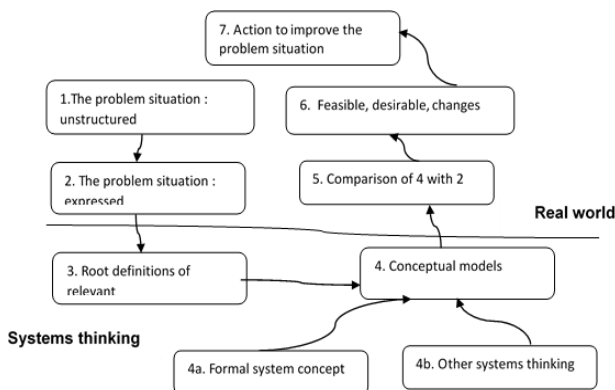 7. Action to improve the
problem situation
1.The problem situation :
unstructured
6. Feasible, desirable, changes
2. The problem situation :
expressed
5. Comparison of 4 with 2
Real world
3. Root definitions of
relevant
4. Conceptual models
Systems thinking
4a. Formal system concept
4b. Other systems thinking